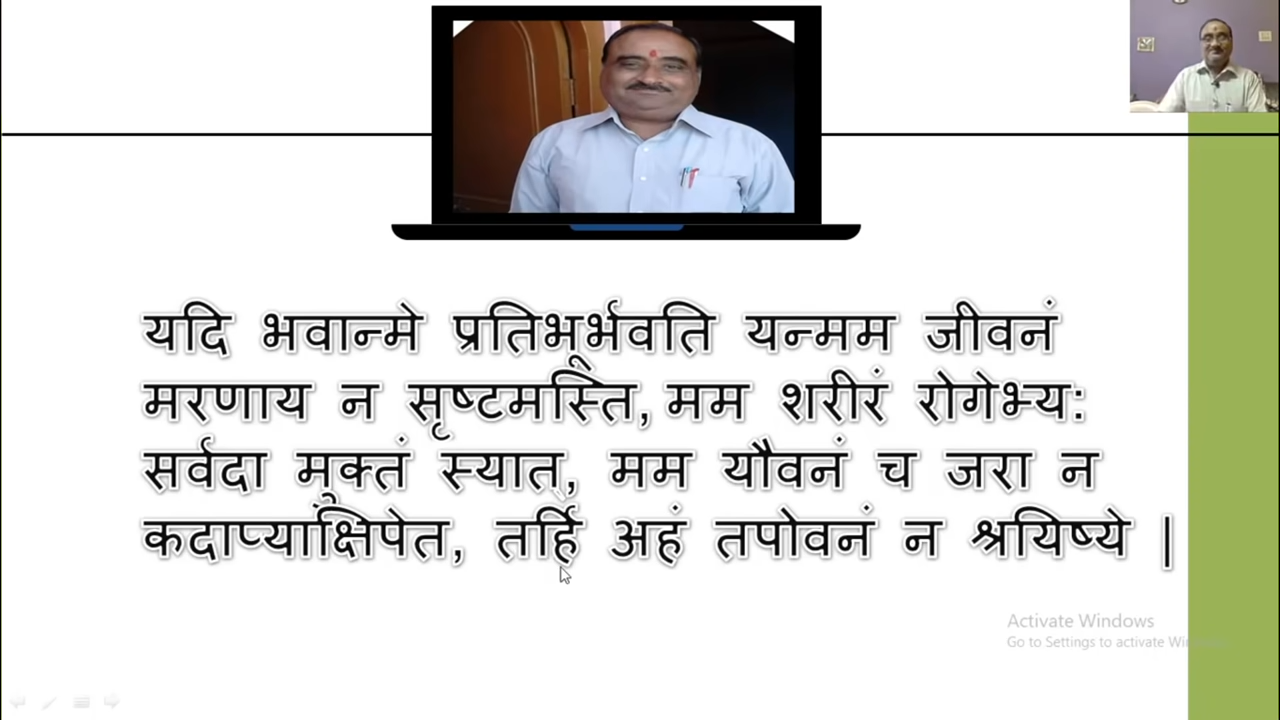 यदि भवान्मे प्रतिभूर्भवति यन्मम जीवनं
मरणाय न सृष्टमस्ति, मम शरीरं रोगेभ्य:
सर्वदा मुक्तं स्यात, मम यौवनं च जरा न
कदाप्याक्षिपेत, तर्हि अहं तपोवनं न श्रयिष्ये |
Activate Windows
Go to Settings to activate